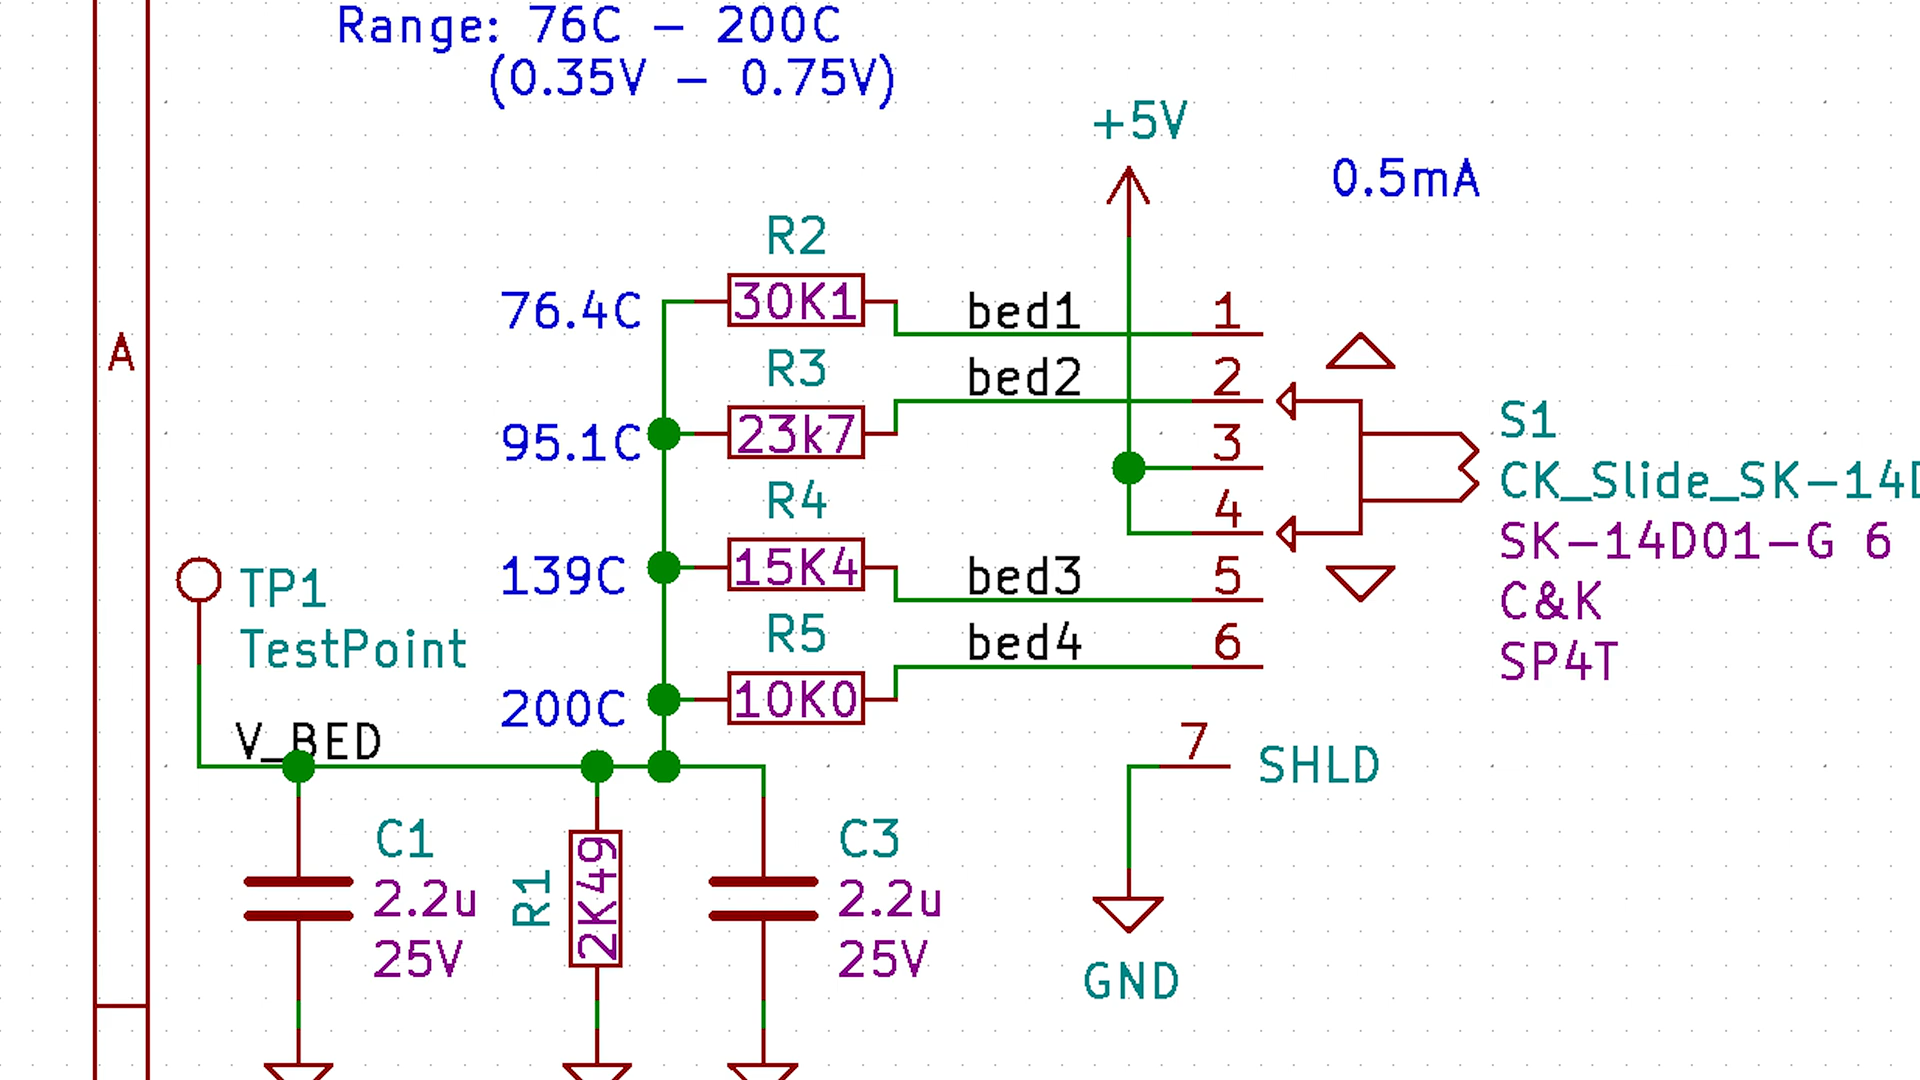 Range: 76C – 200C
(0.35V – 0.75V)
+5V
0.5mA
R2
76.4C
30K1
bed1
1
A
R3
bed2
2
95.1C
23k7
3
S1
CK_Slide_SK-14D
R4
4
SK-14D01-G 6
139C
15K4
bed3
5
TP1
C&K
TestPoint
R5
bed4
6
SP4T
200C
10K0
V_BED
7
SHLD
C1
2.2u
25V
R1
2K49
C3
2.2u
25V
GND